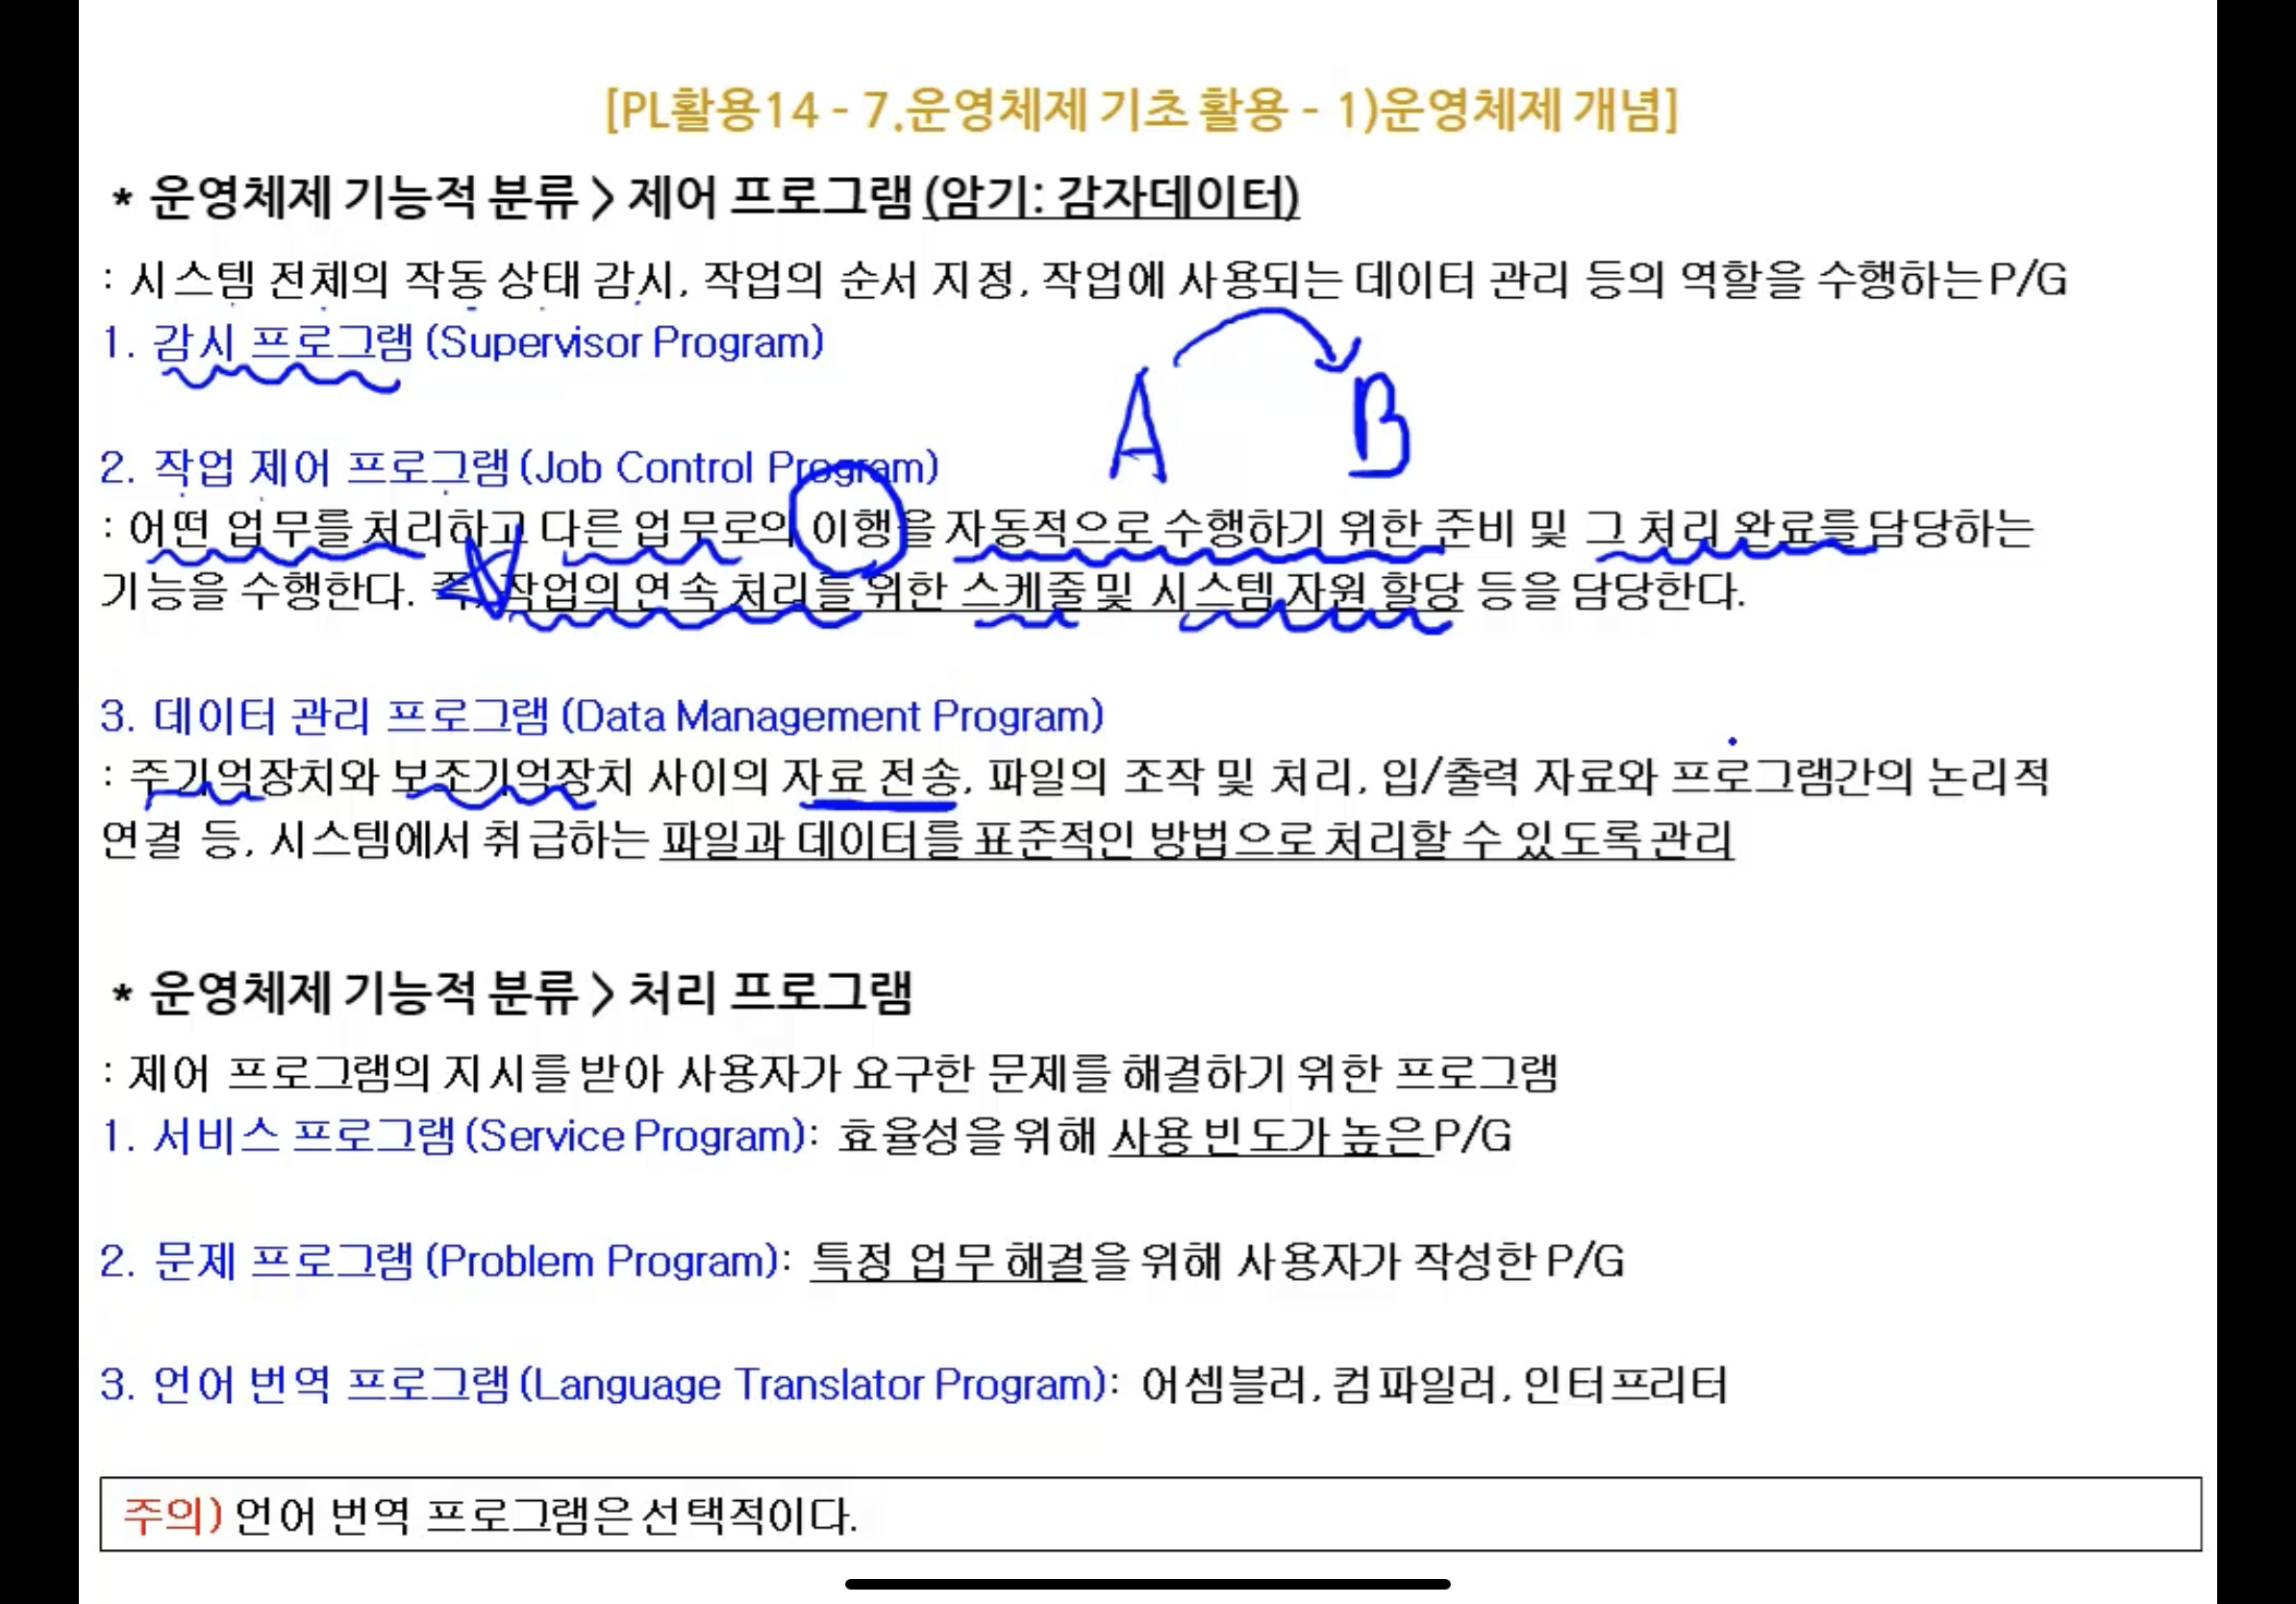 [PL활용14 - 7.운영체제 기초 활용 - 1)운영체제 개념]
* 운영체제 기능적 분류 > 제어 프로그램 (암기: 감자데이터)
: 시스템 전체의 작동 상태 감시, 작업의 순서 지정, 작업에 사용되는 데이터 관리 등의 역할을 수행하는 P/G
1. 감시 프로그램 (Supervisor Program)
A B
2. 작업 제어 프로그램 (Job Control Program)
: 어떤 업무를 처리하고 다른 업무로의 이행을 자동적으로 수행하기 위한 준비 및 그 처리 완료를 담당하는
기능을 수행한다. 즉, 작업의 연속 처리를 위한 스케줄 및 시스템 자원 할당 등을 담당한다.
3. 데이터 관리 프로그램 (Data Management Program)
: 주기억장치와 보조기억장치 사이의 자료 전송, 파일의 조작 및 처리, 입/출력 자료와 프로그램간의 논리적
연결 등, 시스템에서 취급하는 파일과 데이터를 표준적인 방법으로 처리할 수 있도록 관리
* 운영체제 기능적 분류 > 처리 프로그램
: 제어 프로그램의 지시를 받아 사용자가 요구한 문제를 해결하기 위한 프로그램
1. 서비스 프로그램 (Service Program): 효율성을 위해 사용 빈도가 높은 P/G
2. 문제 프로그램 (Problem Program): 특정 업무 해결을 위해 사용자가 작성한 P/G
3. 언어 번역 프로그램 (Language Translator Program): 어셈블러, 컴파일러, 인터프리터
주의) 언어 번역 프로그램은 선택적이다.